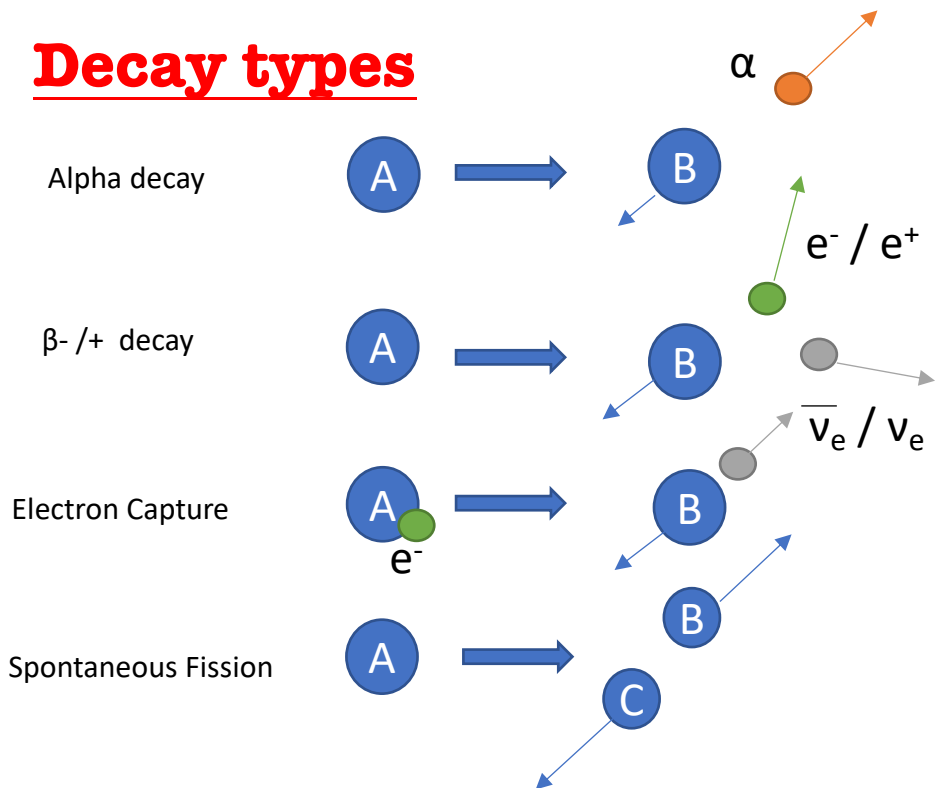 Decay types
α
Alpha decay
A
B
e⁻ / e⁺
β- /+ decay
A
B
ν̅ₑ / νₑ
Electron Capture
A
e⁻
B
Spontaneous Fission
A
B
C